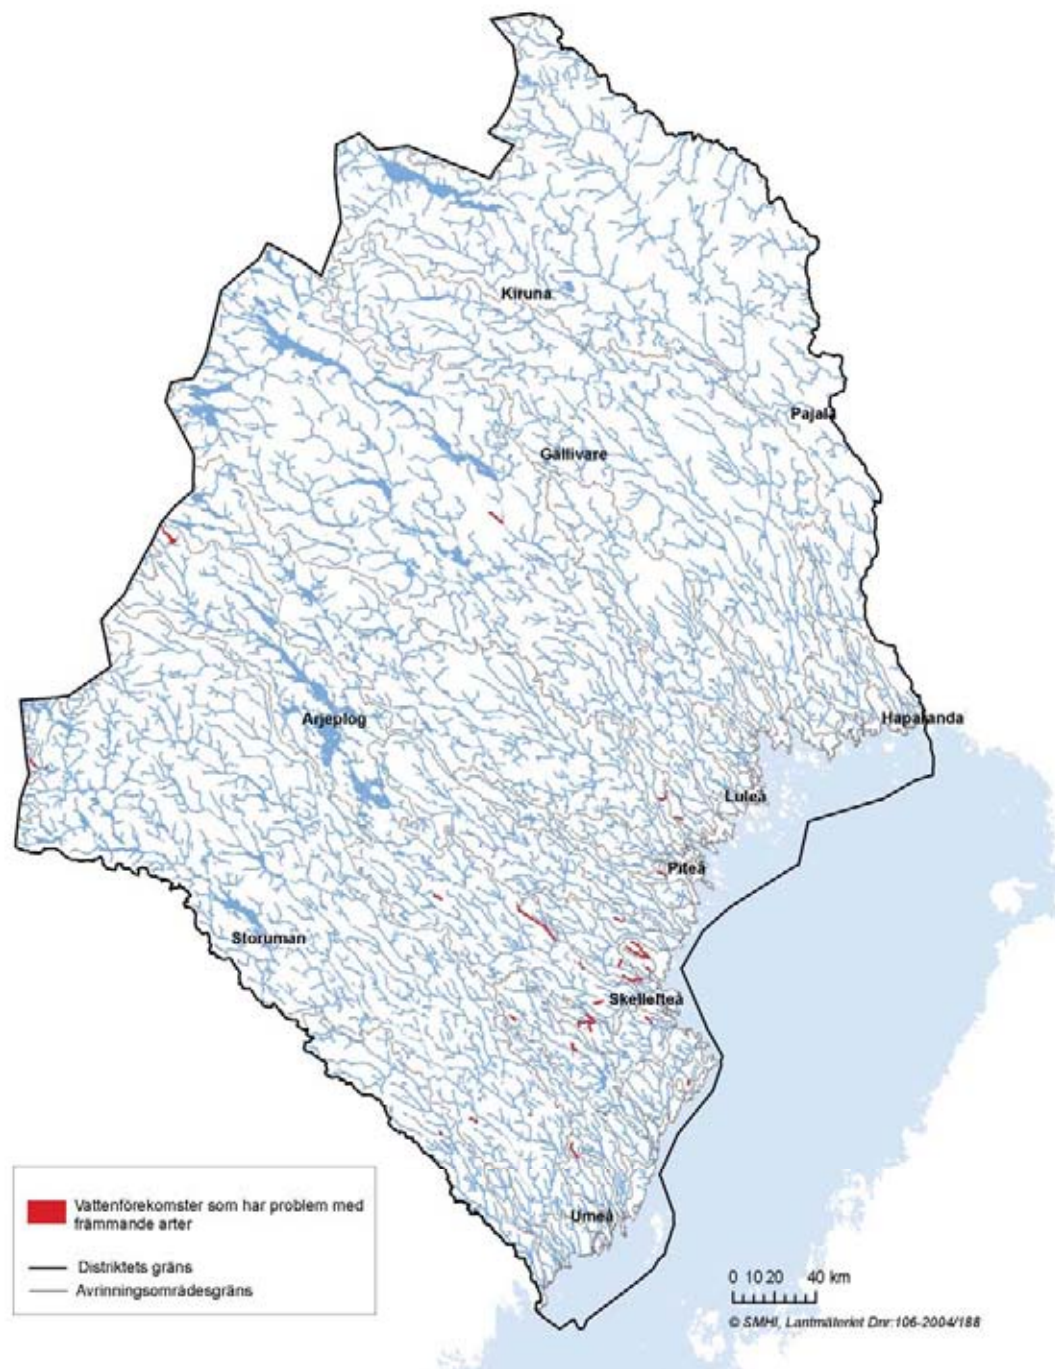 Kiruna
Pajala
Gällivare
Arjeplog
Haparanda
Luleå
Piteå
Storuman
Skellefteå
Umeå
Vattenförekomster som har problem med
främmande arter
Distriktets gräns
Avrinningsområdesgräns
0 10 20 40 km
© SMHI, Lantmäteriet Dnr:106-2004/188